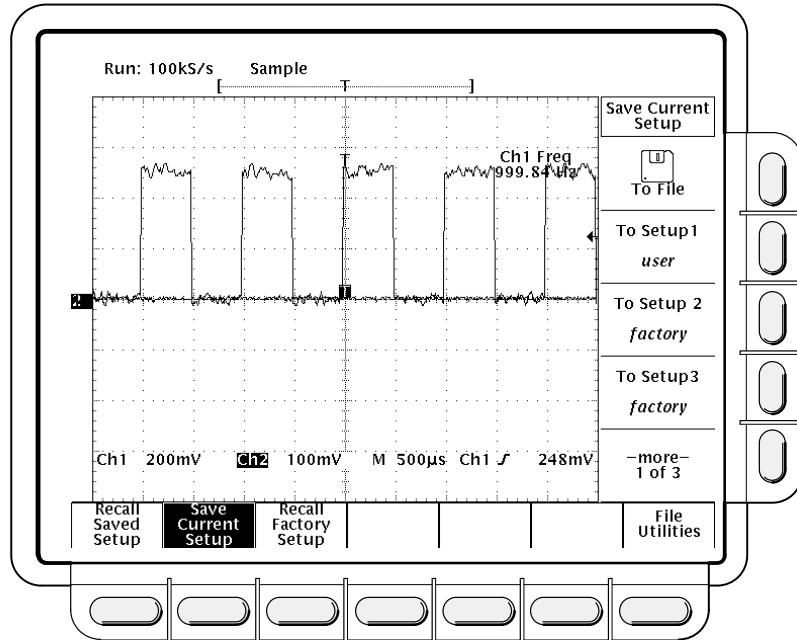 Run: 100kS/s Sample
[ T ]
Save Current
Setup
Ch1 Freq
999.84 Hz
To File
To Setup1
user
T
2
To Setup 2
factory
To Setup3
factory
Ch1 200mV Ch2 100mV M 500µs Ch1 248mV
-more-
1 of 3
Recall
Saved
Setup
Save
Current
Setup
Recall
Factory
Setup
File
Utilities